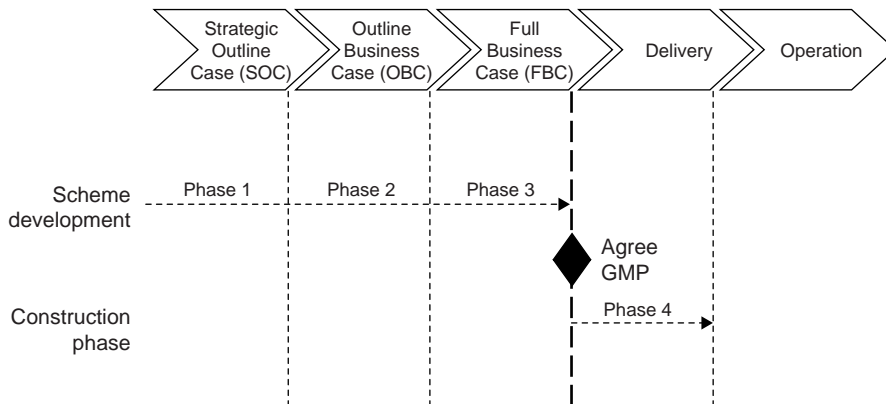 Strategic
Outline
Case (SOC)
Outline
Business
Case (OBC)
Full
Business
Case (FBC)
Delivery
Operation
Scheme
development
Phase 1
Phase 2
Phase 3
Agree
GMP
Construction
phase
Phase 4